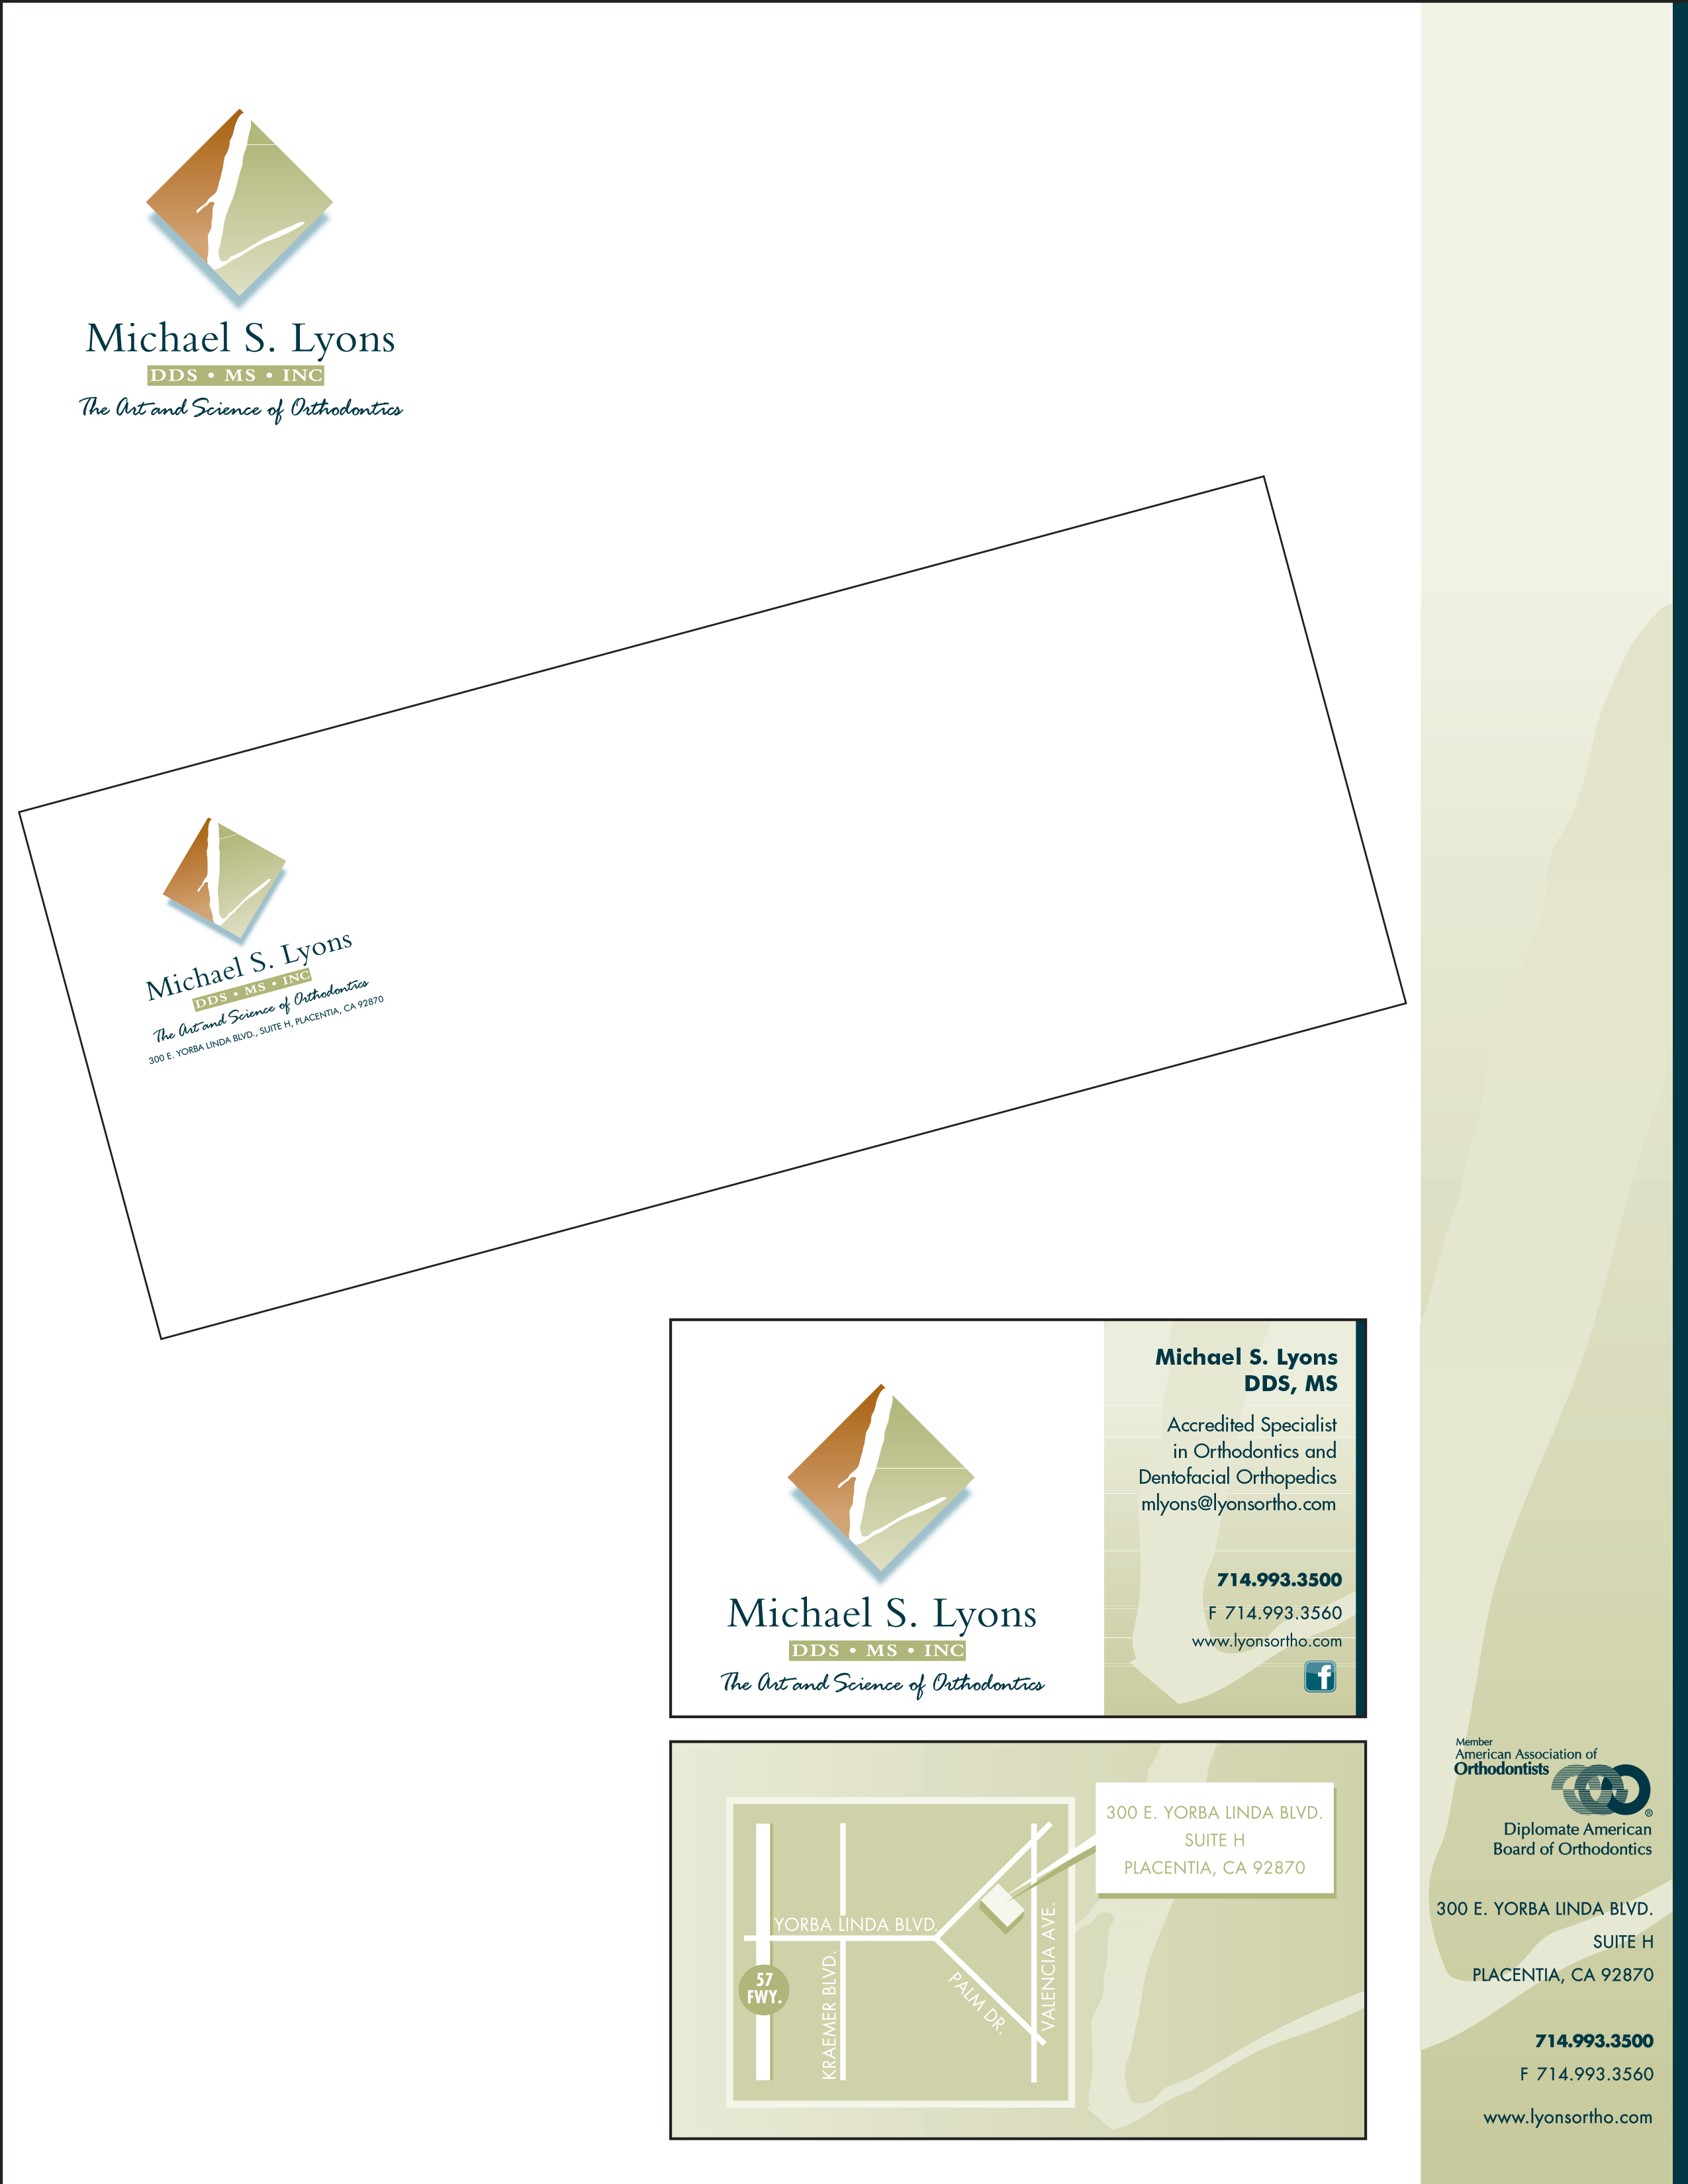 Michael S. Lyons
DDS • MS • INC
The Art and Science of Orthodontics
Michael S. Lyons
DDS • MS • INC
The Art and Science of Orthodontics
300 E. YORBA LINDA BLVD., SUITE H, PLACENTIA, CA 92870
Michael S. Lyons
DDS • MS • INC
The Art and Science of Orthodontics
Michael S. Lyons
DDS, MS
Accredited Specialist
in Orthodontics and
Dentofacial Orthopedics
mlyons@lyonsortho.com
714.993.3500
F 714.993.3560
www.lyonsortho.com
f
300 E. YORBA LINDA BLVD.
SUITE H
PLACENTIA, CA 92870
YORBA LINDA BLVD.
57
FWY.
KRAEMER BLVD.
PALM DR.
VALENCIA AVE.
Member
American Association of
Orthodontists
®
Diplomate American
Board of Orthodontics
300 E. YORBA LINDA BLVD.
SUITE H
PLACENTIA, CA 92870
714.993.3500
F 714.993.3560
www.lyonsortho.com